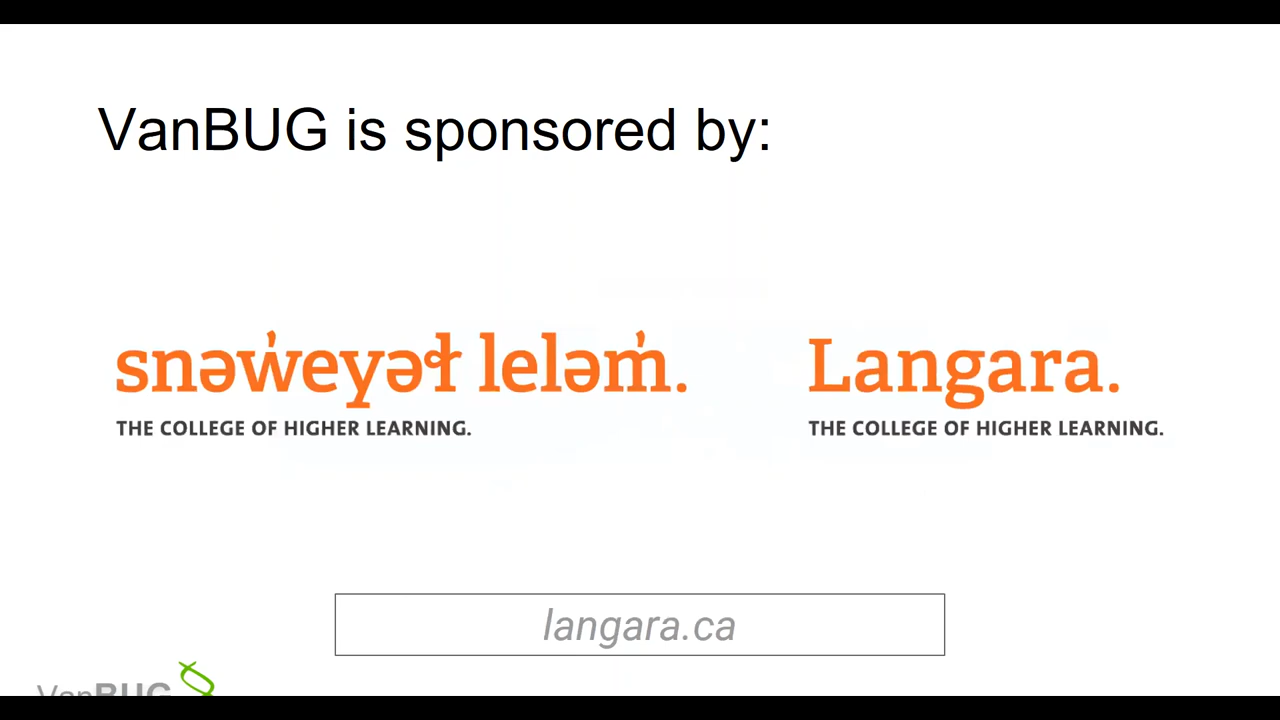 VanBUG is sponsored by:
snəw̓eyəɬ leləm̓.
THE COLLEGE OF HIGHER LEARNING.
Langara.
THE COLLEGE OF HIGHER LEARNING.
langara.ca
VanBUG